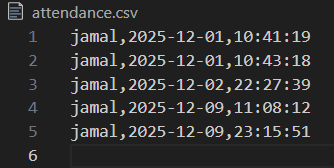 attendance.csv
1 jamal,2025-12-01,10:41:19
2 jamal,2025-12-01,10:43:18
3 jamal,2025-12-02,22:27:39
4 jamal,2025-12-09,11:08:12
5 jamal,2025-12-09,23:15:51
6